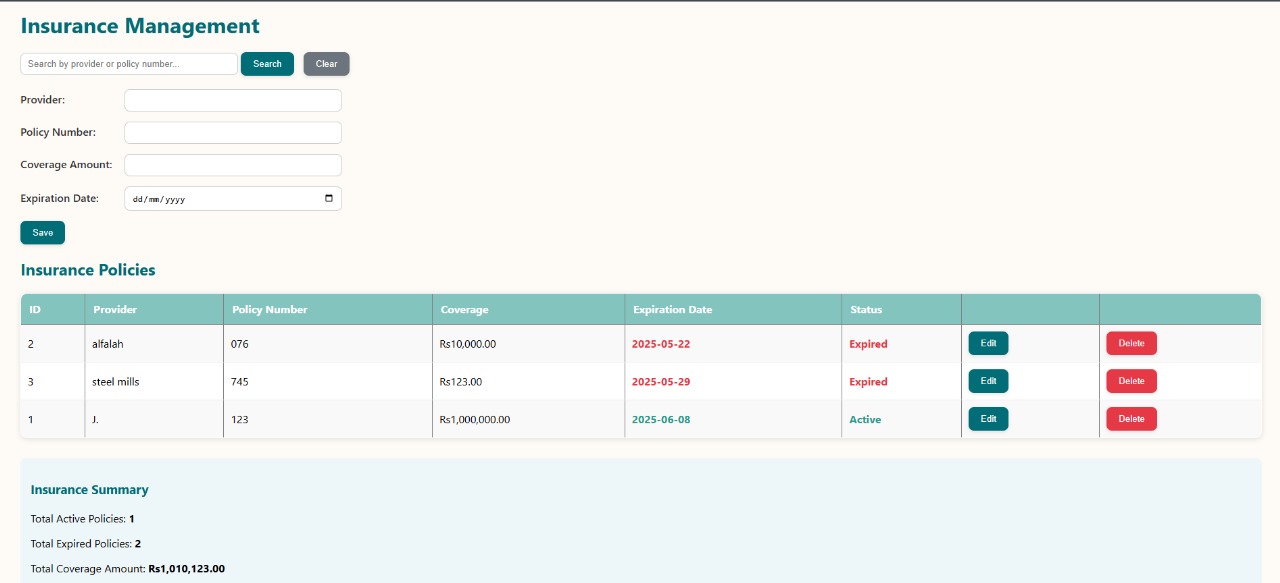 Insurance Management
Search by provider or policy number... Search Clear
Provider:
Policy Number:
Coverage Amount:
Expiration Date: dd/mm/yyyy
Save
Insurance Policies
ID Provider Policy Number Coverage Expiration Date Status
2 alfalah 076 Rs10,000.00 2025-05-22 Expired Edit Delete
3 steel mills 745 Rs123.00 2025-05-29 Expired Edit Delete
1 J. 123 Rs1,000,000.00 2025-06-08 Active Edit Delete
Insurance Summary
Total Active Policies: 1
Total Expired Policies: 2
Total Coverage Amount: Rs1,010,123.00